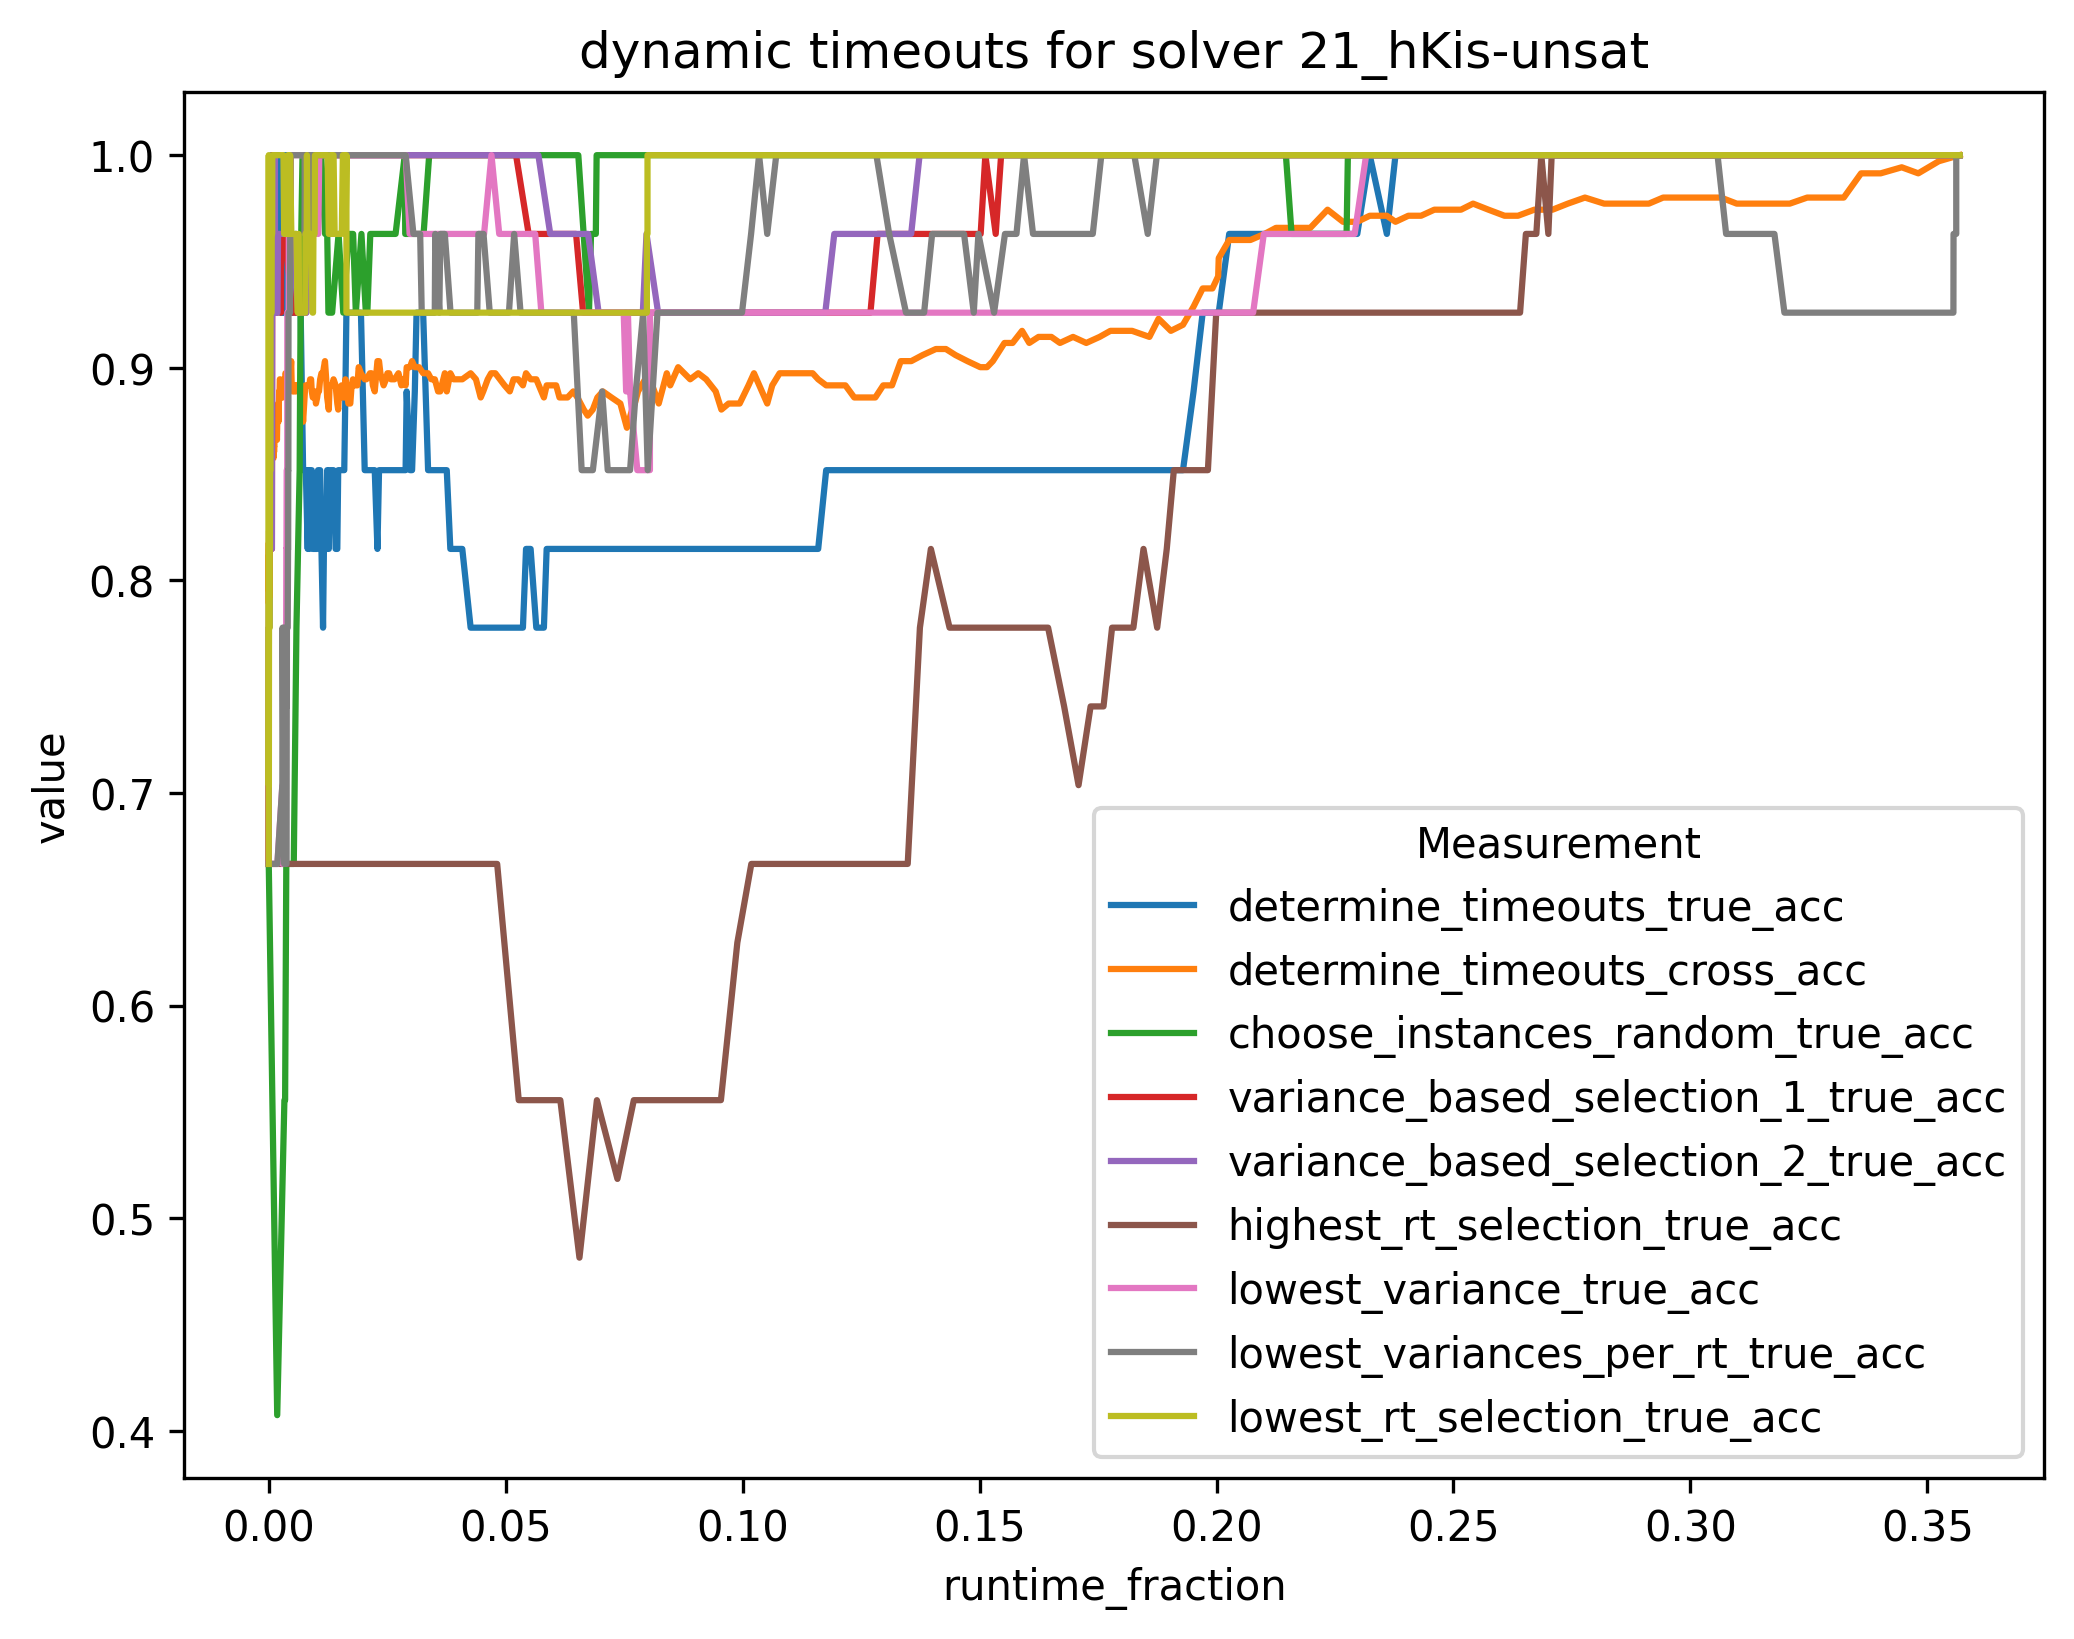 dynamic timeouts for solver 21_hKis-unsat
1.0
0.9
0.8
0.7
0.6
0.5
0.4
value
0.00 0.05 0.10 0.15 0.20 0.25 0.30 0.35
runtime_fraction
Measurement
determine_timeouts_true_acc
determine_timeouts_cross_acc
choose_instances_random_true_acc
variance_based_selection_1_true_acc
variance_based_selection_2_true_acc
highest_rt_selection_true_acc
lowest_variance_true_acc
lowest_variances_per_rt_true_acc
lowest_rt_selection_true_acc